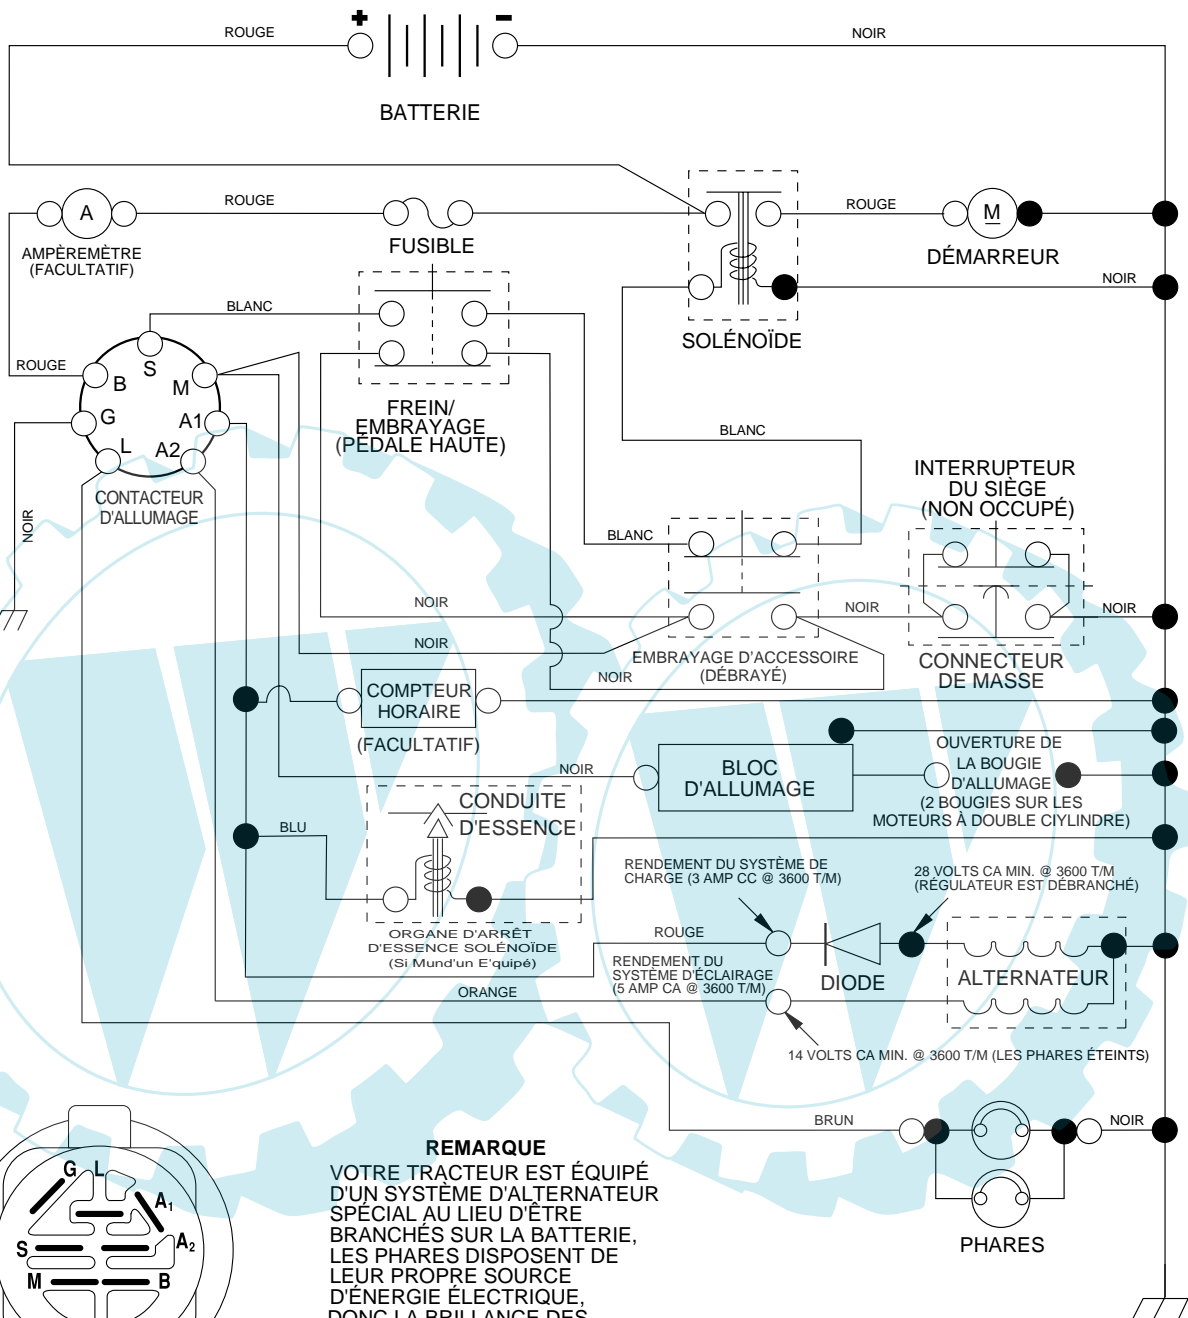 + -
ROUGE
NOIR
BATTERIE
ROUGE
ROUGE
A
M
AMPÈREMÈTRE
(FACULTATIF)
FUSIBLE
DÉMARREUR
NOIR
BLANC
SOLÉNOÏDE
ROUGE
S
B
M
G
A1
L
A2
FREIN/
EMBRAYAGE
(PÉDALE HAUTE)
BLANC
CONTACTEUR
D'ALLUMAGE
NOIR
INTERRUPTEUR
DU SIÈGE
(NON OCCUPÉ)
BLANC
NOIR
NOIR
NOIR
NOIR
EMBRAYAGE D'ACCESSOIRE
(DÉBRAYÉ)
NOIR
CONNECTEUR
DE MASSE
COMPTEUR
HORAIRE
(FACULTATIF)
NOIR
BLOC
D'ALLUMAGE
OUVERTURE DE
LA BOUGIE
D'ALLUMAGE
(2 BOUGIES SUR LES
MOTEURS À DOUBLE CIYLINDRE)
CONDUITE
D'ESSENCE
BLU
RENDEMENT DU SYSTÈME DE
CHARGE (3 AMP CC @ 3600 T/M)
28 VOLTS CA MIN. @ 3600 T/M
(RÉGULATEUR EST DÉBRANCHÉ)
ORGANE D'ARRÊT
D'ESSENCE SOLÉNOÏDE
(Si Mund'un E'quipé)
ROUGE
RENDEMENT DU
SYSTÈME D'ÉCLAIRAGE
(5 AMP CA @ 3600 T/M)
DIODE
ALTERNATEUR
ORANGE
14 VOLTS CA MIN. @ 3600 T/M (LES PHARES ÉTEINTS)
BRUN
NOIR
PHARES
G L
A1
S
A2
M
B
REMARQUE
VOTRE TRACTEUR EST ÉQUIPÉ
D'UN SYSTÈME D'ALTERNATEUR
SPÉCIAL AU LIEU D'ÊTRE
BRANCHÉS SUR LA BATTERIE,
LES PHARES DISPOSENT DE
LEUR PROPRE SOURCE
D'ÉNERGIE ÉLECTRIQUE,
DONC LA BRILLANCE DES